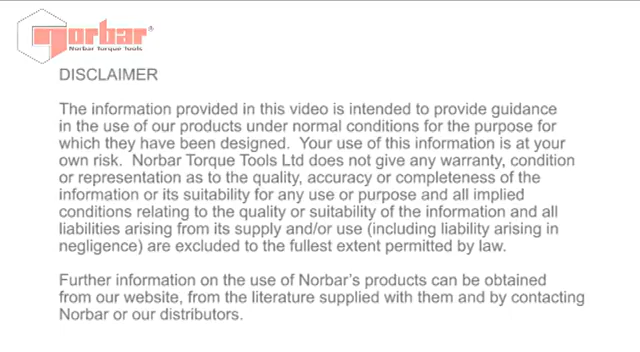 Norbar®
Norbar Torque Tools
DISCLAIMER
The information provided in this video is intended to provide guidance
in the use of our products under normal conditions for the purpose for
which they have been designed.  Your use of this information is at your
own risk.  Norbar Torque Tools Ltd does not give any warranty, condition
or representation as to the quality, accuracy or completeness of the
information or its suitability for any use or purpose and all implied
conditions relating to the quality or suitability of the information and all
liabilities arising from its supply and/or use (including liability arising in
negligence) are excluded to the fullest extent permitted by law.
Further information on the use of Norbar's products can be obtained
from our website, from the literature supplied with them and by contacting
Norbar or our distributors.